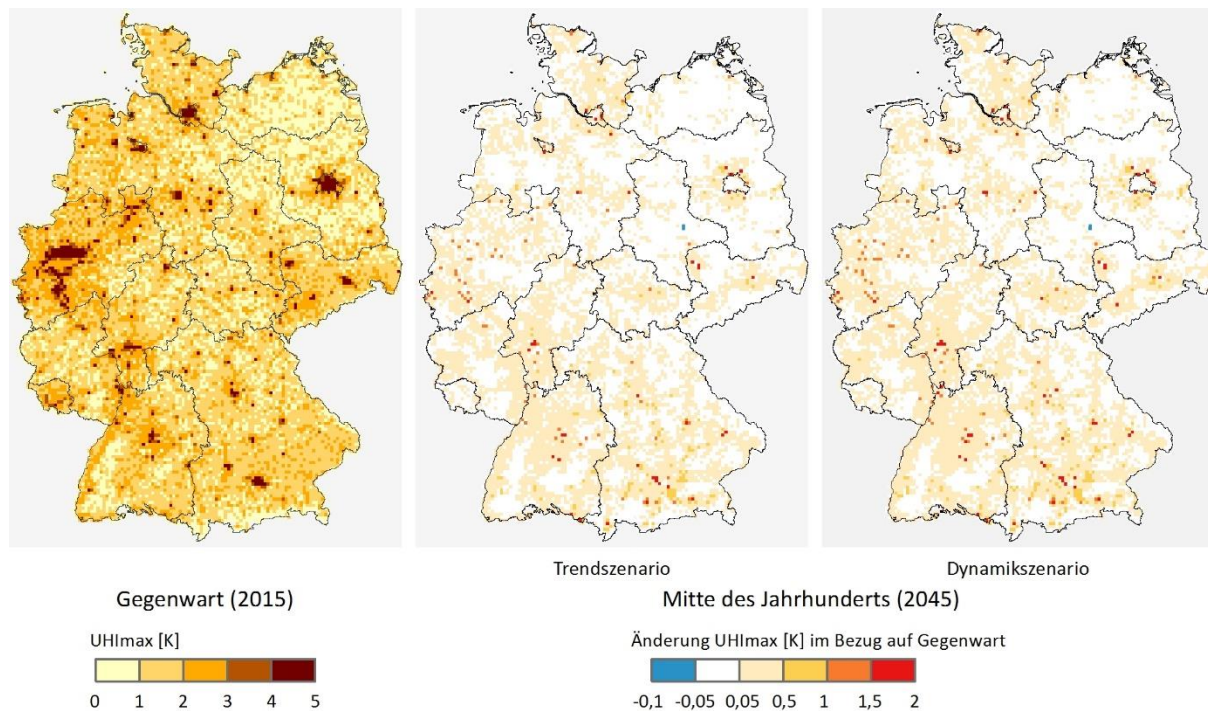 Trendszenario
Dynamikszenario
Gegenwart (2015)
Mitte des Jahrhunderts (2045)
UHImax [K]
Änderung UHImax [K] im Bezug auf Gegenwart
0 1 2 3 4 5
-0,1 -0,05 0,05 0,5 1 1,5 2